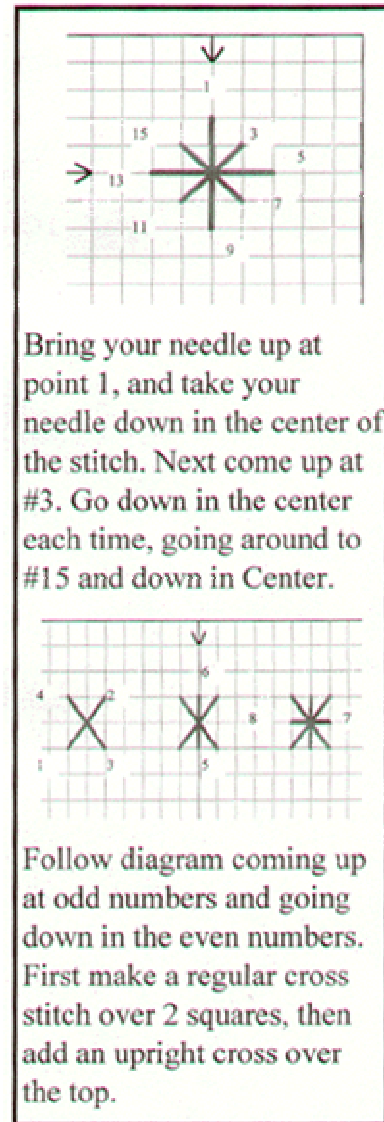 1
15
3
5
13
7
11
9
Bring your needle up at
point 1, and take your
needle down in the center of
the stitch. Next come up at
#3. Go down in the center
each time, going around to
#15 and down in Center.
6
4
2
8
7
1
3
5
Follow diagram coming up
at odd numbers and going
down in the even numbers.
First make a regular cross
stitch over 2 squares, then
add an upright cross over
the top.